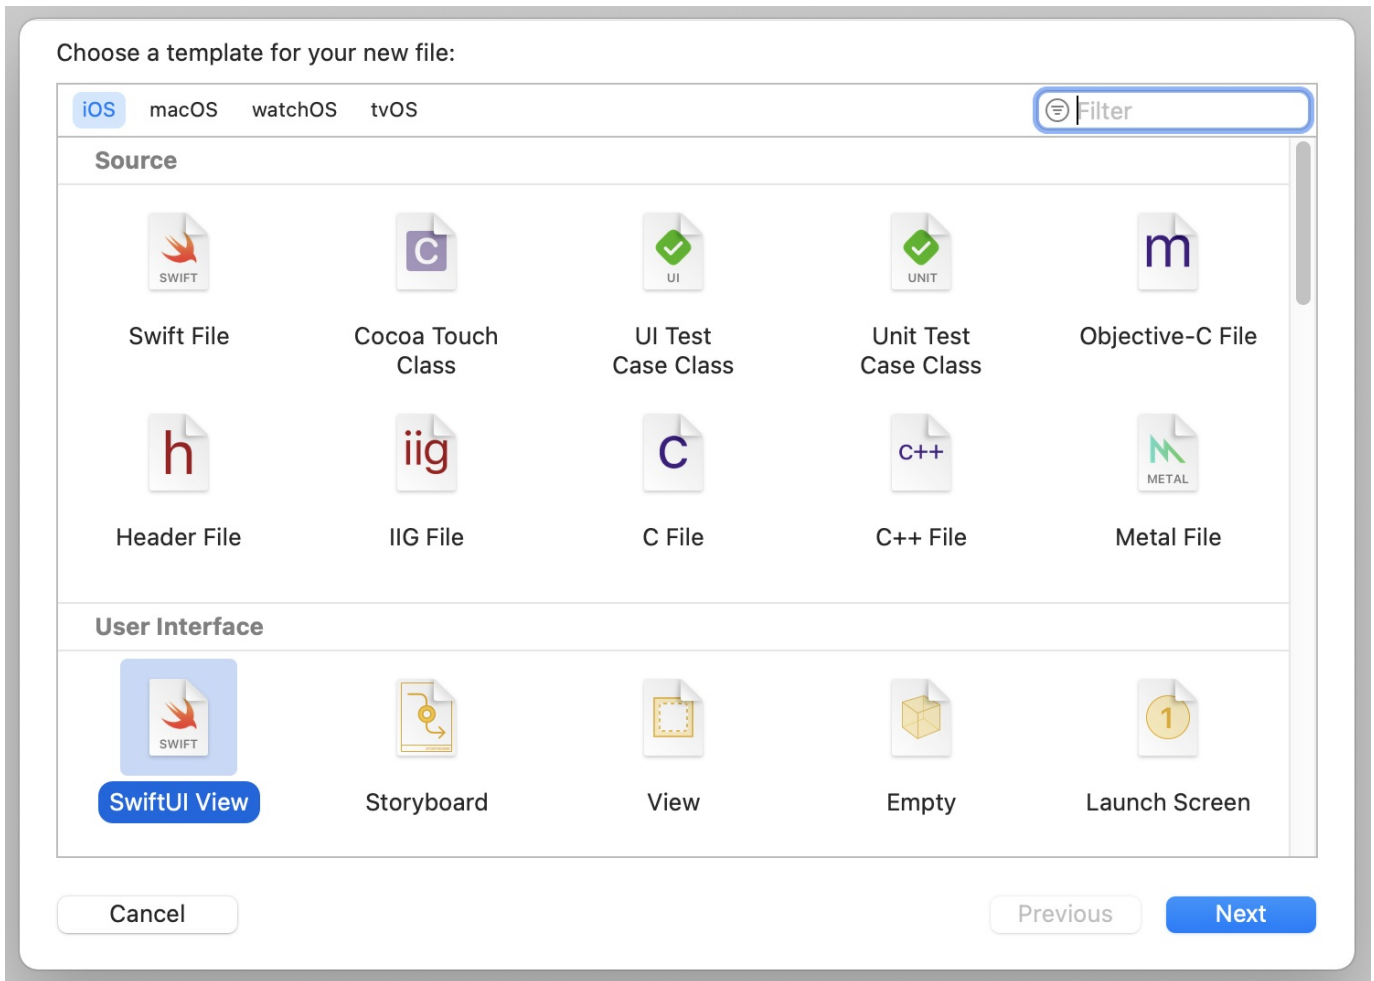 Choose a template for your new file:
iOS macOS watchOS tvOS Filter
Source
SWIFT C UI UNIT m
Swift File Cocoa Touch Class UI Test Case Class Unit Test Case Class Objective-C File
h iig C C++ METAL
Header File IIG File C File C++ File Metal File
User Interface
SWIFT 1
SwiftUI View Storyboard View Empty Launch Screen
Cancel Previous Next